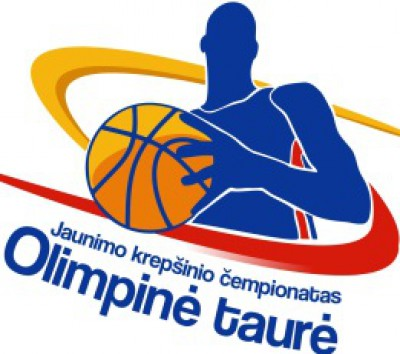 Jaunimo krepšinio čempionatas
Olimpinė taurė